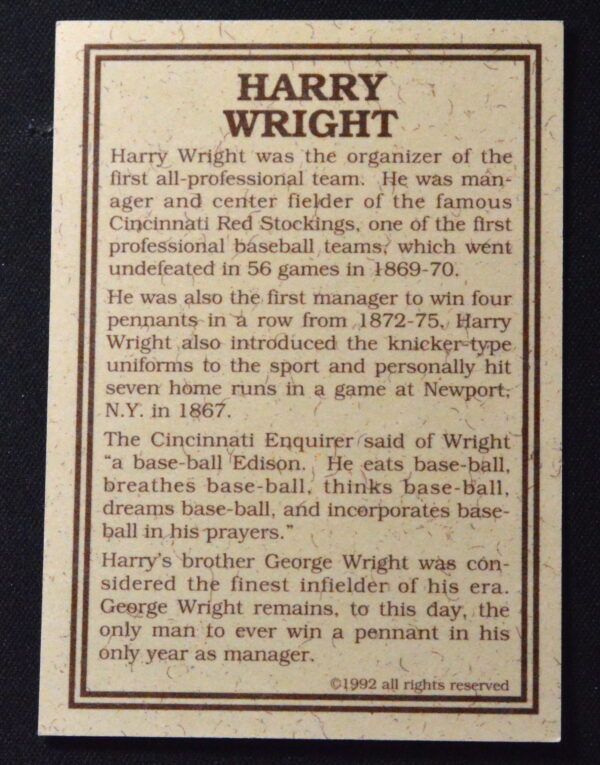 HARRY
WRIGHT
Harry Wright was the organizer of the
first all-professional team. He was man-
ager and center fielder of the famous
Cincinnati Red Stockings, one of the first
professional baseball teams, which went
undefeated in 56 games in 1869-70.
He was also the first manager to win four
pennants in a row from 1872-75. Harry
Wright also introduced the knicker-type
uniforms to the sport and personally hit
seven home runs in a game at Newport,
N.Y. in 1867.
The Cincinnati Enquirer said of Wright
"a base-ball Edison. He eats base-ball,
breathes base-ball, thinks base-ball,
dreams base-ball, and incorporates base-
ball in his prayers."
Harry's brother George Wright was con-
sidered the finest infielder of his era.
George Wright remains, to this day, the
only man to ever win a pennant in his
only year as manager.
©1992 all rights reserved